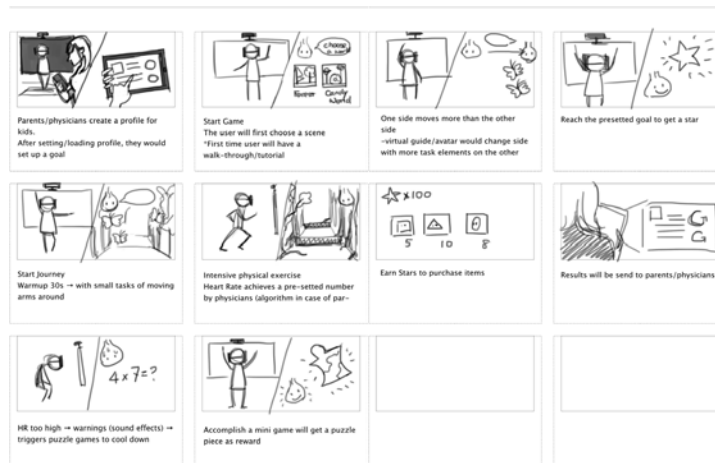 choose a world
Forest
Candy World
Parents/physicians create a profile for
kids.
After setting/loading profile, they would
set up a goal
Start Game
The user will first choose a scene
*First time user will have a
walk-through/tutorial
One side moves more than the other
side
-virtual guide/avatar would change side
with more task elements on the other
Reach the presetted goal to get a star
★ x100
5
10
8
Start Journey
Warmup 30s → with small tasks of moving
arms around
Intensive physical exercise
Heart Rate achieves a pre-setted number
by physicians (algorithm in case of par-
Earn Stars to purchase items
Results will be send to parents/physicians
4x7=?
HR too high → warnings (sound effects) →
triggers puzzle games to cool down
Accomplish a mini game will get a puzzle
piece as reward